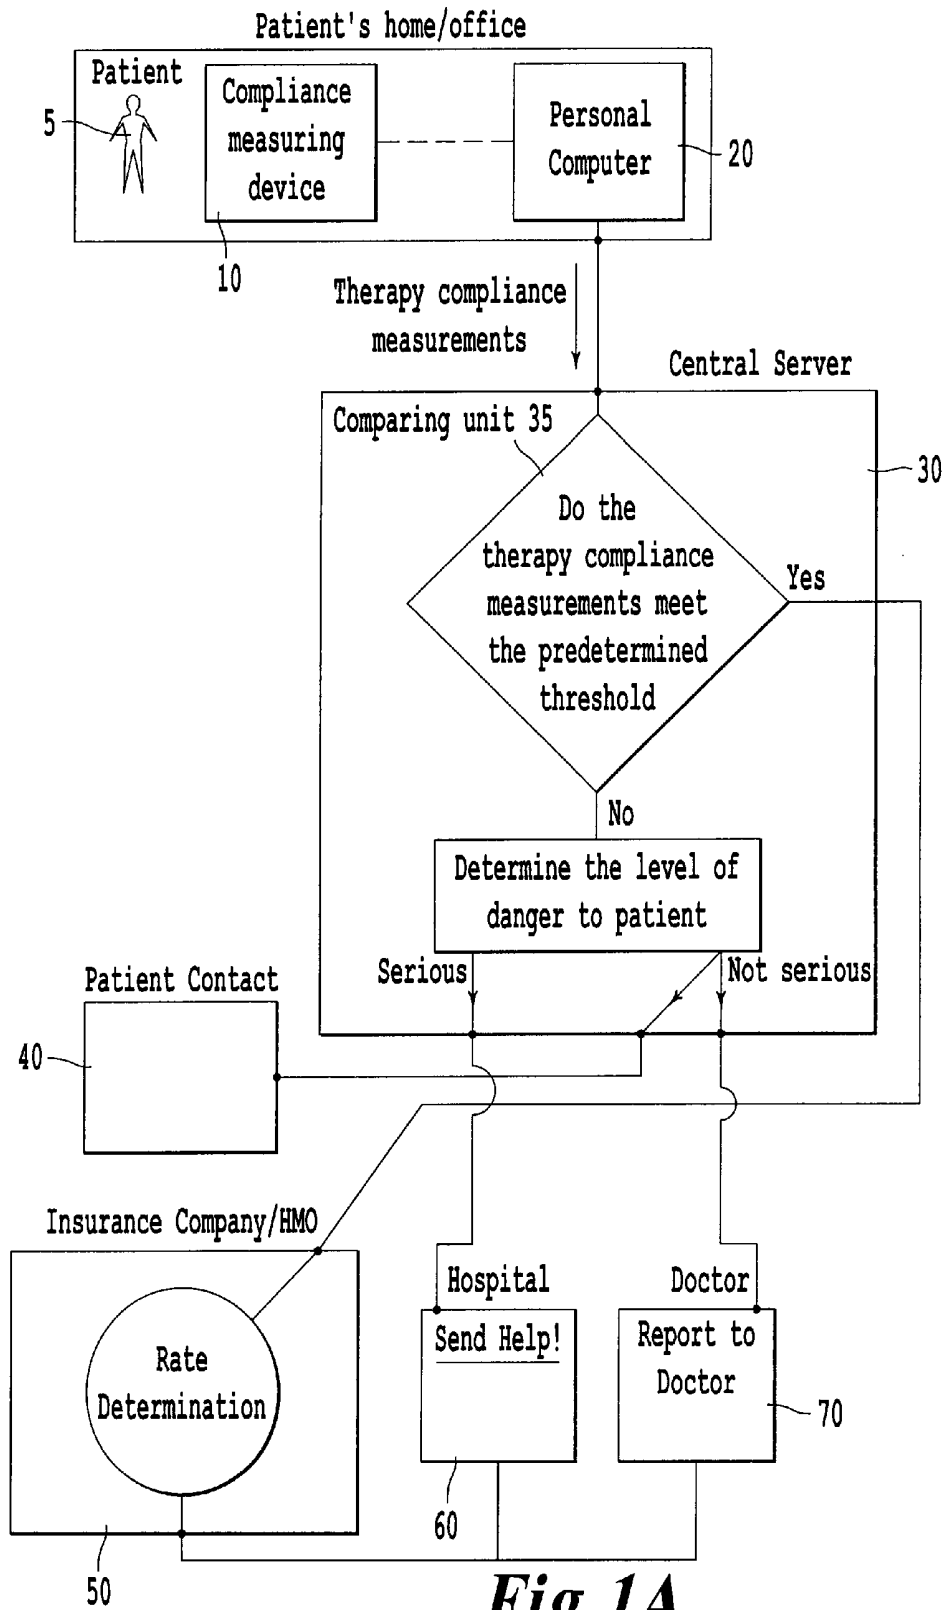 Patient's home/office
Patient
5
Compliance
measuring
device
10
Personal
Computer
20
Therapy compliance
measurements
Central Server
Comparing unit 35
30
Do the
therapy compliance
measurements meet
the predetermined
threshold
Yes
No
Determine the level of
danger to patient
Serious
Not serious
Patient Contact
40
Insurance Company/HMO
Rate
Determination
50
Hospital
Send Help!
60
Doctor
Report to
Doctor
70
Fig. 1A